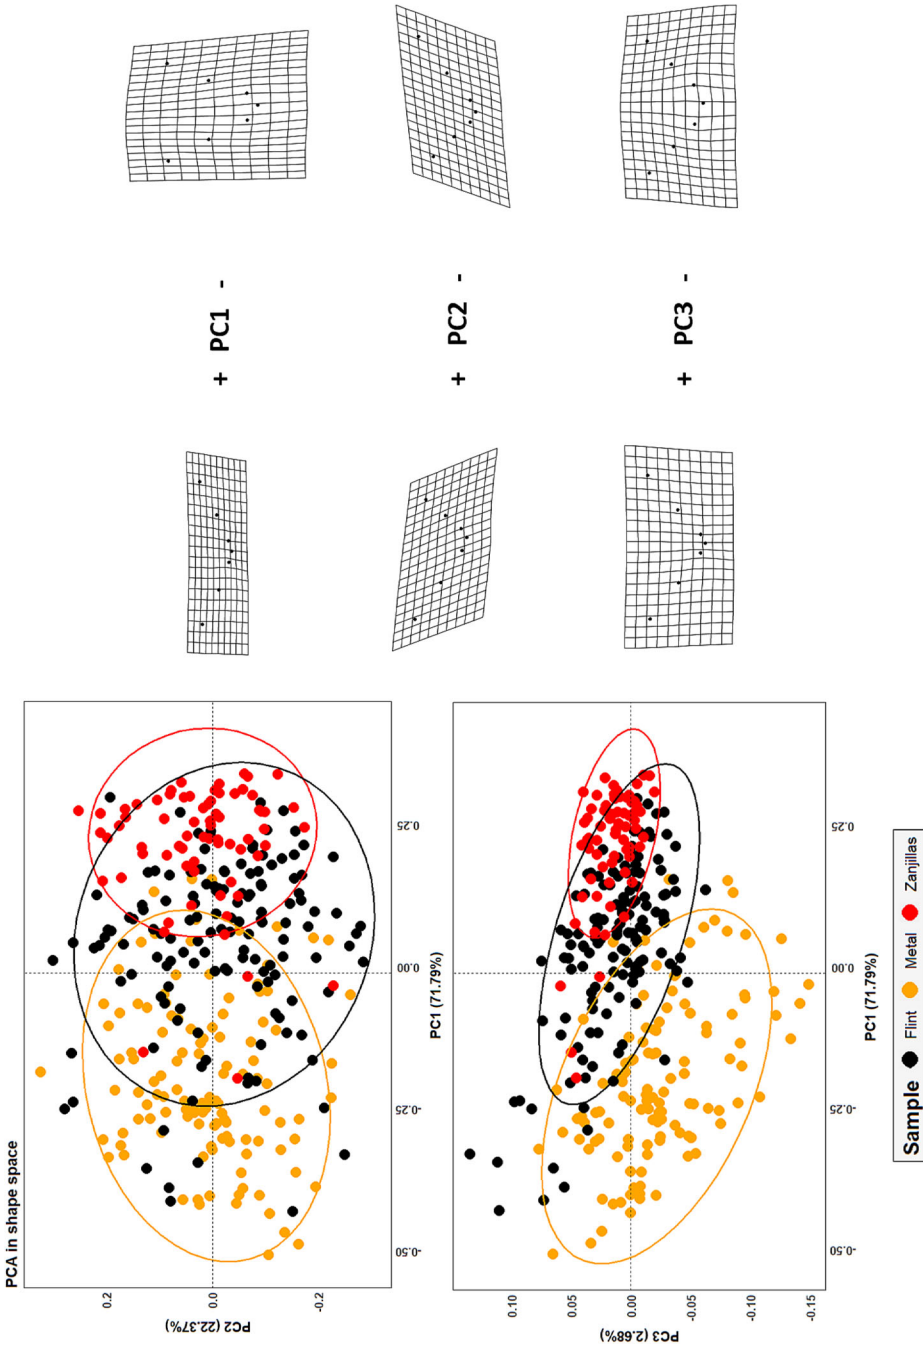 PCA in shape space
PC2 (22.37%)
0.2
0.0
-0.2
-0.50
-0.25
0.00
0.25
PC1 (71.79%)
PC3 (2.68%)
0.10
0.05
0.00
-0.05
-0.10
-0.15
-0.50
-0.25
0.00
0.25
PC1 (71.79%)
Sample Flint Metal Zanjillas
+ PC1 -
+ PC2 -
+ PC3 -